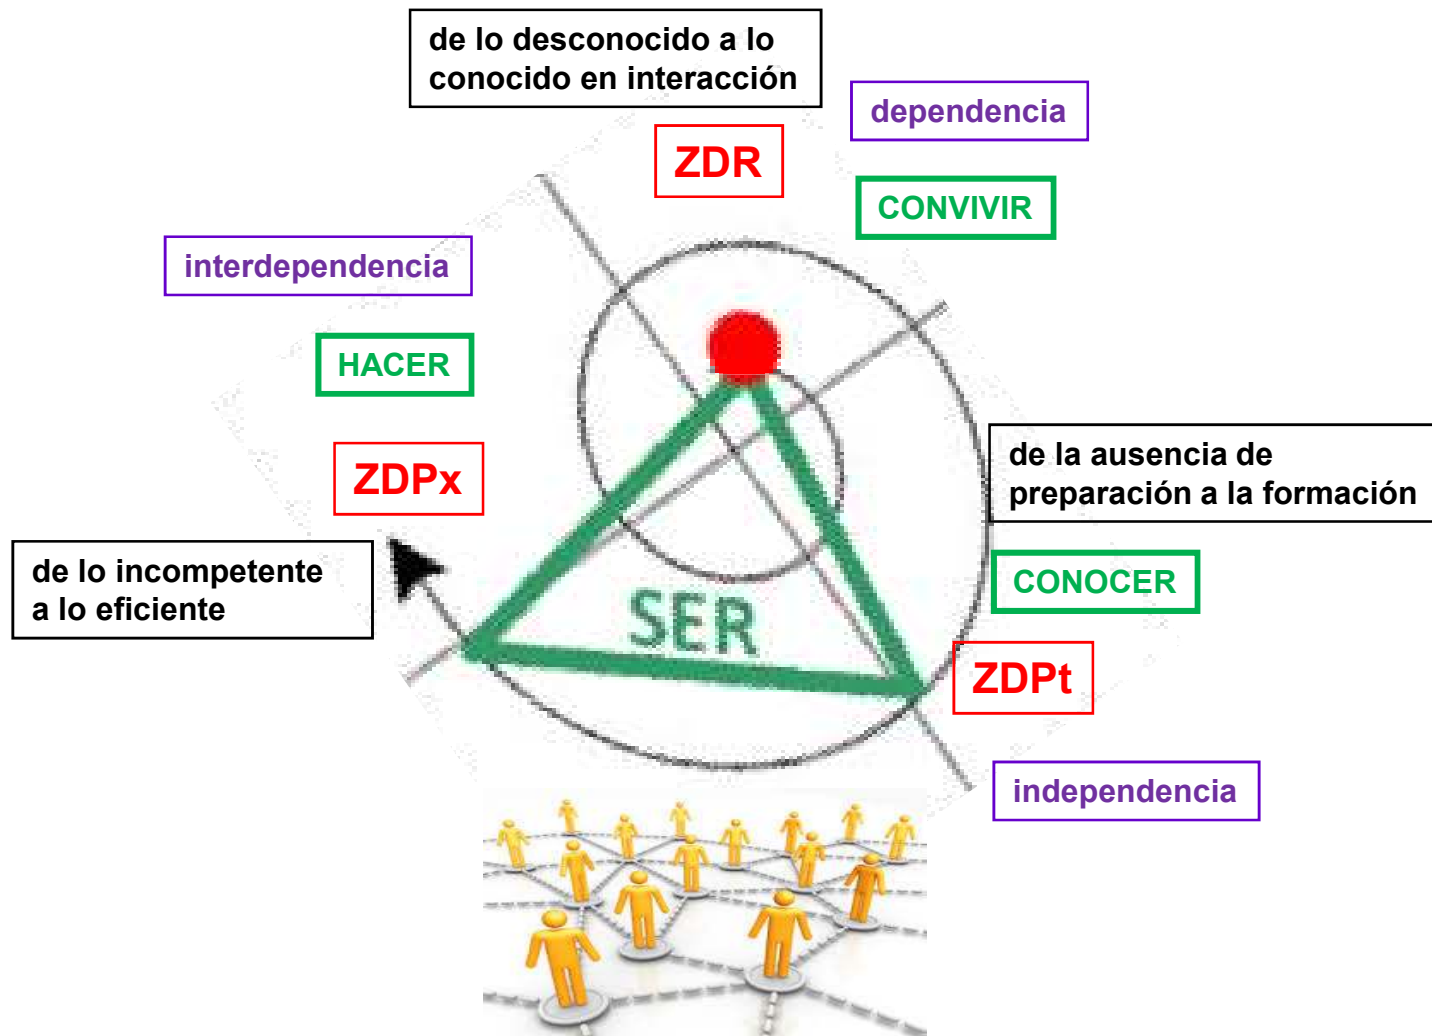 de lo desconocido a lo
conocido en interacción
dependencia
ZDR
CONVIVIR
interdependencia
HACER
ZDPx
de la ausencia de
preparación a la formación
de lo incompetente
a lo eficiente
CONOCER
SER
ZDPt
independencia